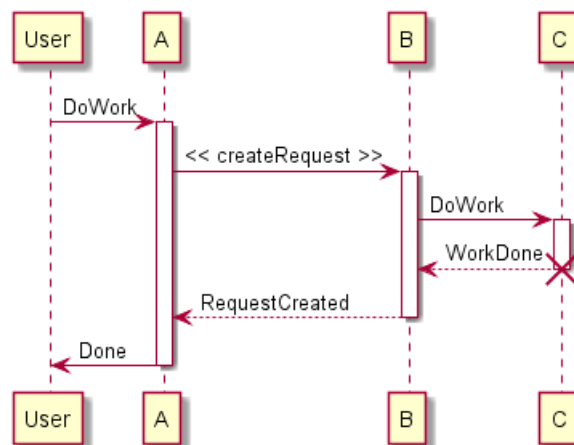 User A B C
DoWork
<< createRequest >>
DoWork
WorkDone
RequestCreated
Done
User A B C